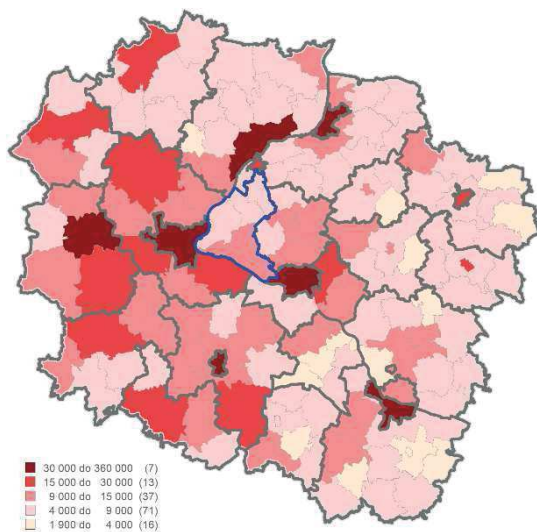 30 000 do 360 000 (7)
15 000 do 30 000 (13)
9 000 do 15 000 (37)
4 000 do 9 000 (71)
1 900 do 4 000 (16)